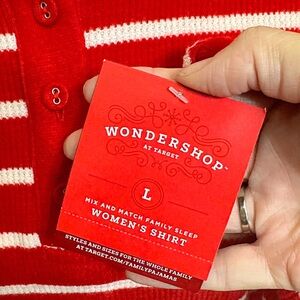 WONDERSHOP™
AT TARGET
L
MIX AND MATCH FAMILY SLEEP
WOMEN'S SHIRT
STYLES AND SIZES FOR THE WHOLE FAMILY
AT TARGET.COM/FAMILYPAJAMAS